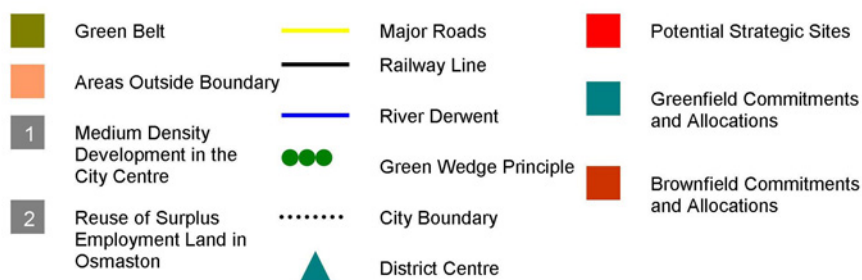 Green Belt
Areas Outside Boundary
1
Medium Density
Development in the
City Centre
2
Reuse of Surplus
Employment Land in
Osmaston
Major Roads
Railway Line
River Derwent
Green Wedge Principle
City Boundary
District Centre
Potential Strategic Sites
Greenfield Commitments
and Allocations
Brownfield Commitments
and Allocations